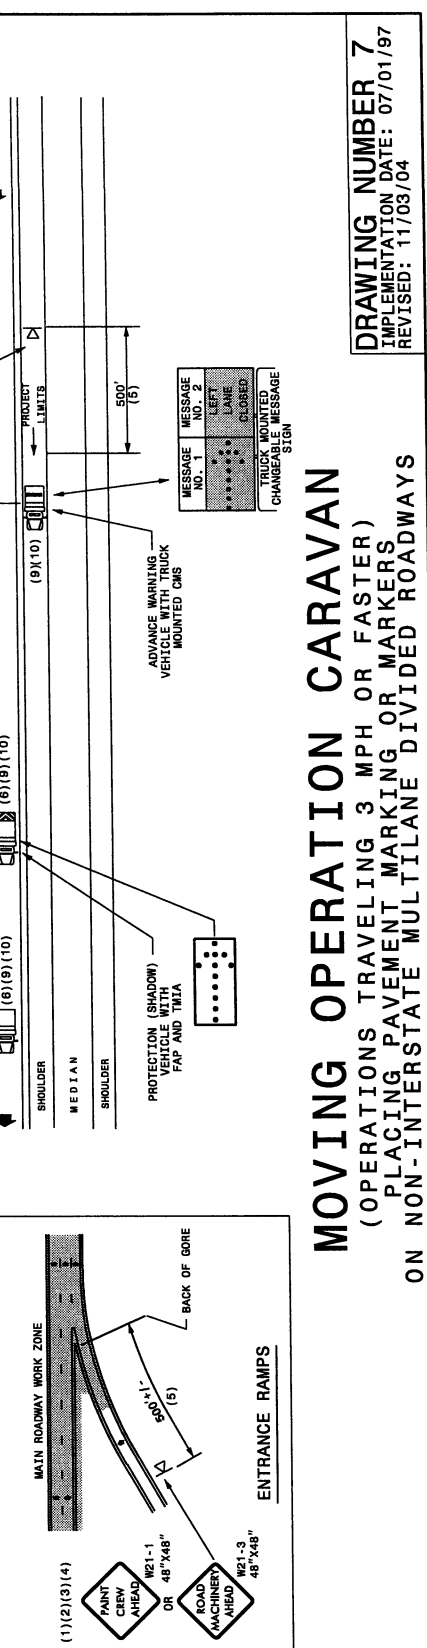 MAIN ROADWAY WORK ZONE
(1)(2)(3)(4)
PAINT
CREW
AHEAD
W21-1
48"X48"
OR
ROAD
MACHINERY
AHEAD
W21-3
48"X48"
500'+/-
(5)
BACK OF GORE
ENTRANCE RAMPS
(6)(9)(10)
(6)(9)(10)
SHOULDER
MEDIAN
SHOULDER
PROTECTION (SHADOW)
VEHICLE WITH
FAP AND TMIA
(9)(10)
PROJECT
LIMITS
500'
(5)
ADVANCE WARNING
VEHICLE WITH TRUCK
MOUNTED CMS
MESSAGE
NO. 1
MESSAGE
NO. 2
LEFT
LANE
CLOSED
TRUCK MOUNTED
CHANGEABLE MESSAGE
SIGN
MOVING OPERATION CARAVAN
(OPERATIONS TRAVELING 3 MPH OR FASTER)
PLACING PAVEMENT MARKING OR MARKERS
ON NON-INTERSTATE MULTILANE DIVIDED ROADWAYS
DRAWING NUMBER 7
IMPLEMENTATION DATE: 07/01/97
REVISED: 11/03/04